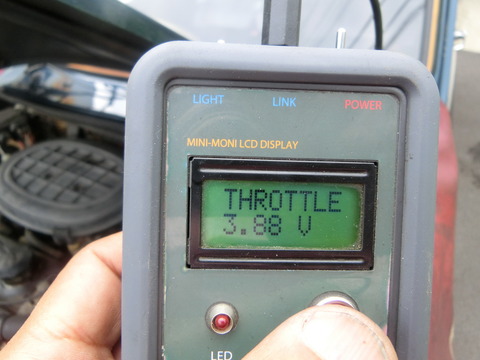 LIGHT LINK POWER
MINI-MONI LCD DISPLAY
THROTTLE
3.88 V
LED